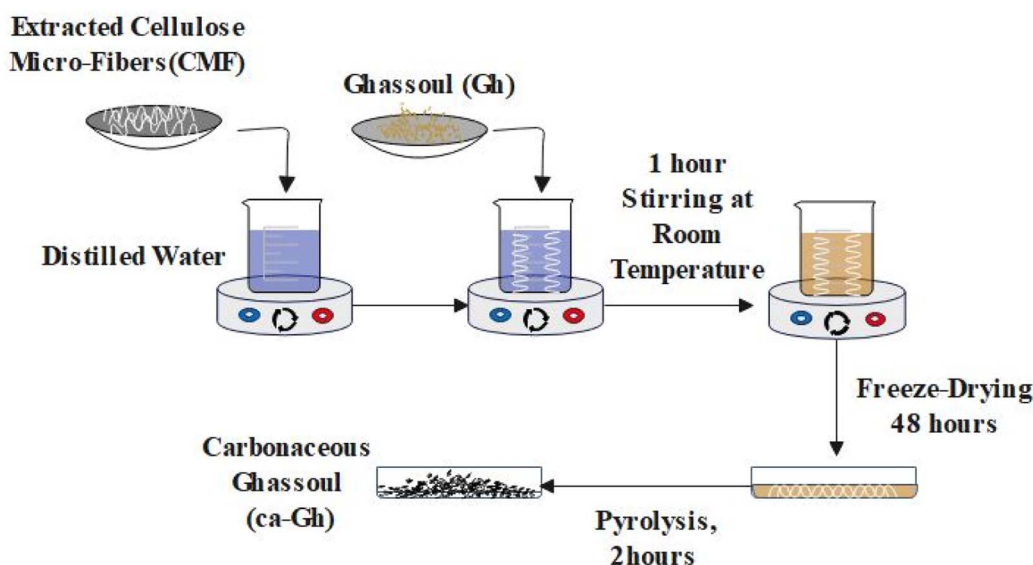 Extracted Cellulose
Micro-Fibers(CMF)
Ghassoul (Gh)
1 hour
Stirring at
Room
Temperature
Distilled Water
Freeze-Drying
48 hours
Carbonaceous
Ghassoul
(ca-Gh)
Pyrolysis,
2hours